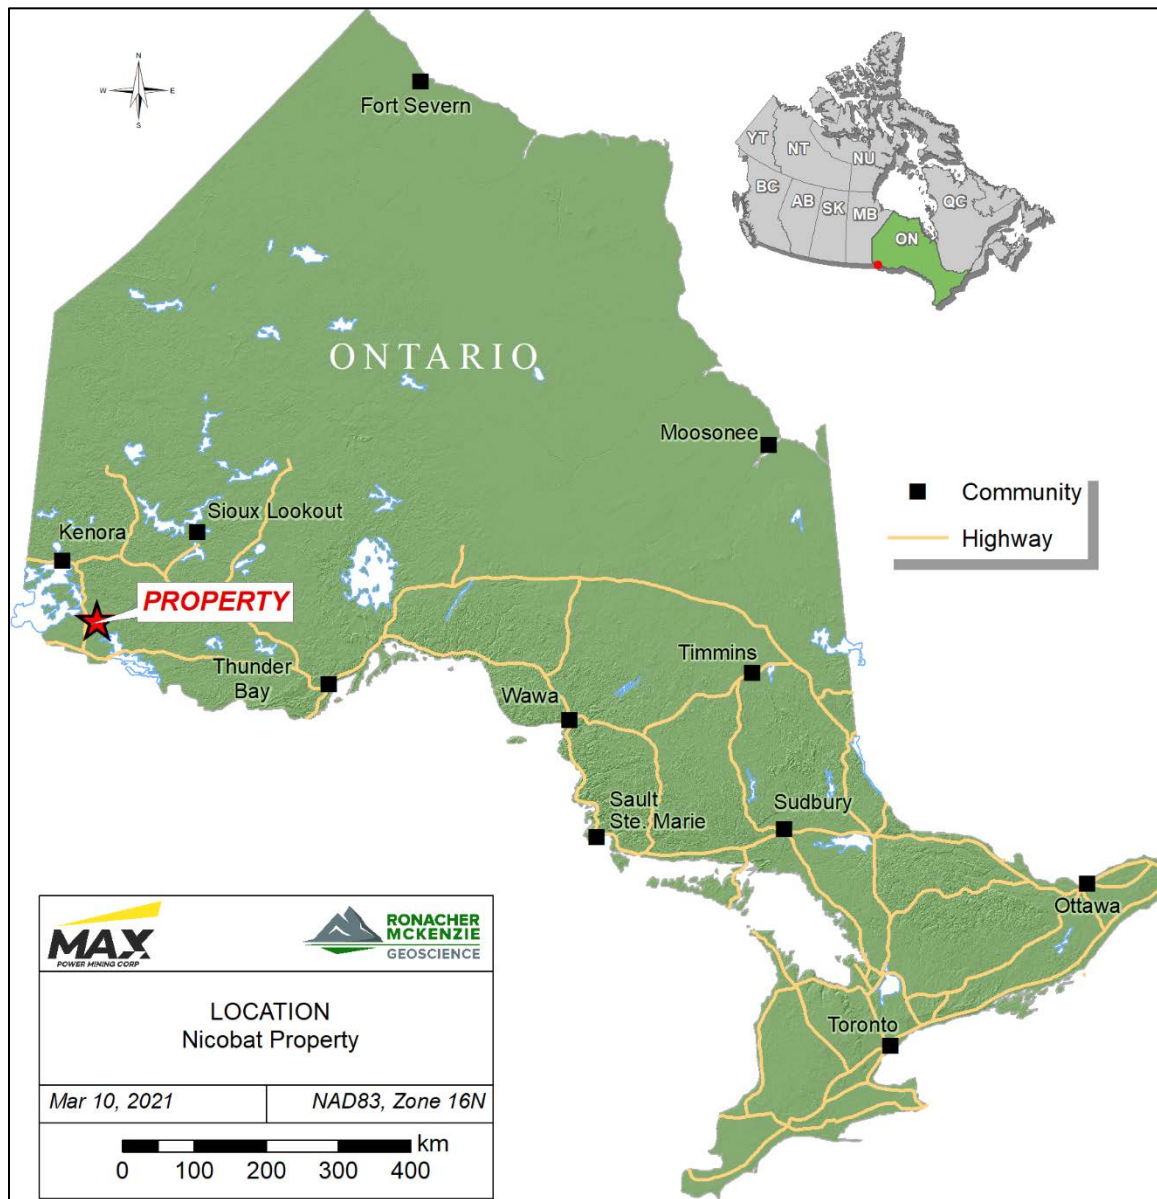 N
W E
S
Fort Severn
YT
NT
NU
BC
AB
SK
MB
QC
ON
ONTARIO
Moosonee
Community
Highway
Sioux Lookout
Kenora
PROPERTY
Thunder
Bay
Timmins
Wawa
Sault
Ste. Marie
Sudbury
Ottawa
Toronto
MAX
POWER MINING CORP
RONACHER
MCKENZIE
GEOSCIENCE
LOCATION
Nicobat Property
Mar 10, 2021
NAD83, Zone 16N
km
0 100 200 300 400